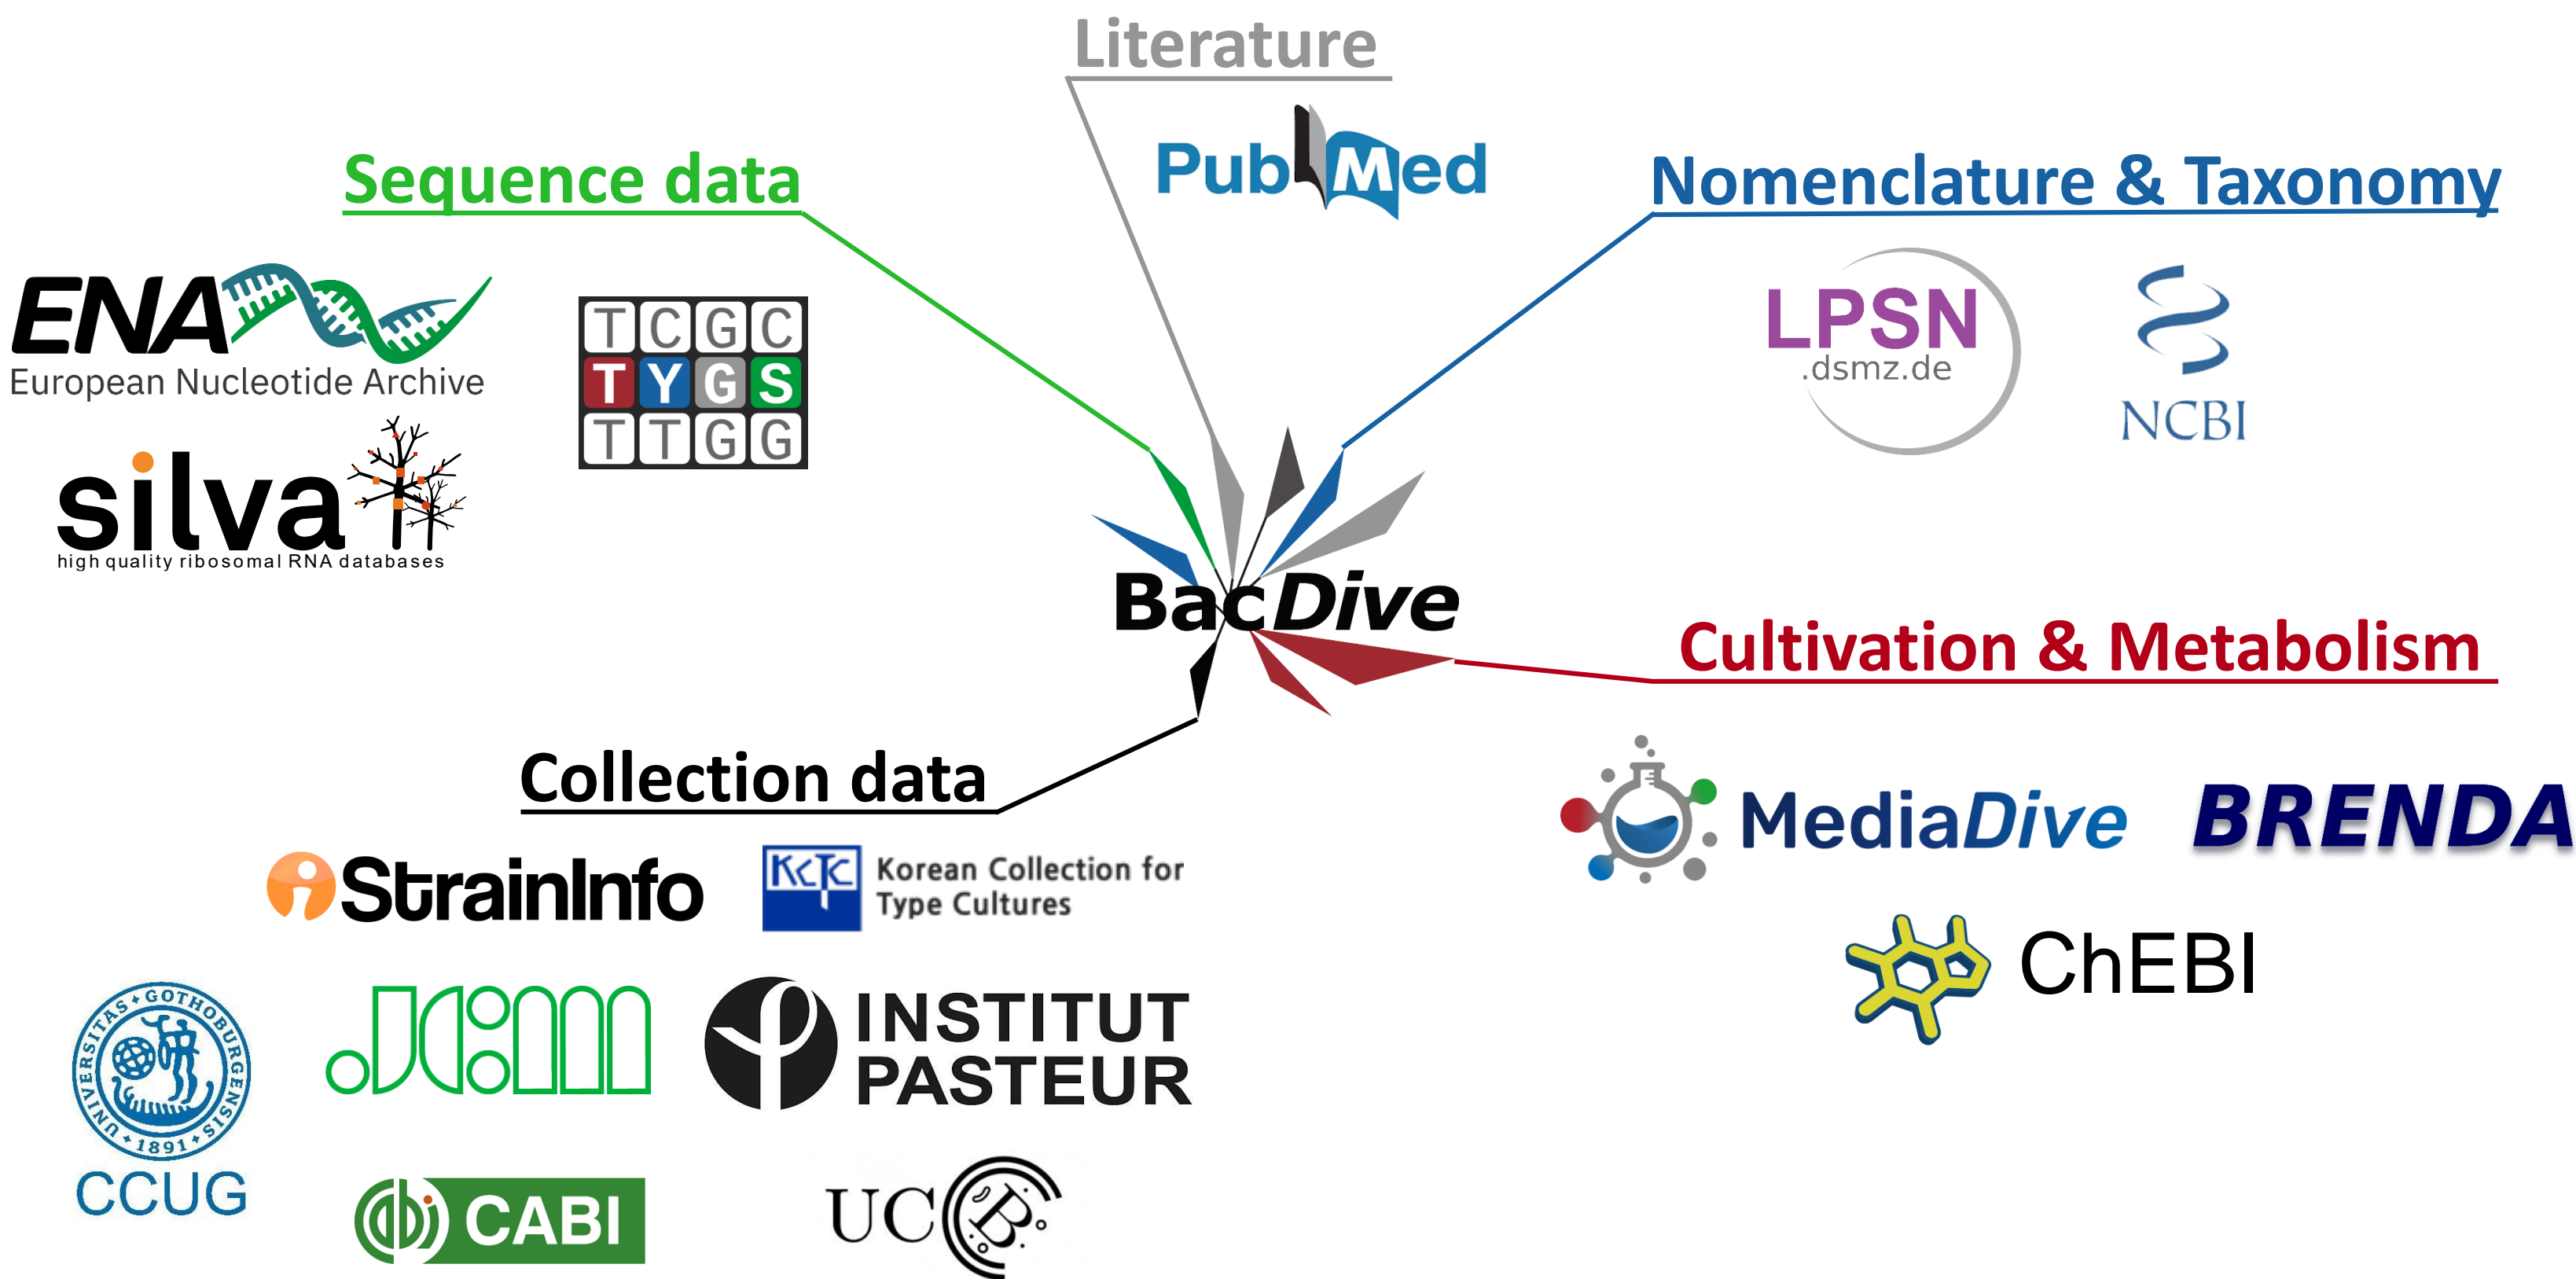 Literature
PubMed
Sequence data
Nomenclature & Taxonomy
ENA
European Nucleotide Archive
TCGC
TYGS
TTGG
LPSN
.dsmz.de
NCBI
silva
high quality ribosomal RNA databases
BacDive
Cultivation & Metabolism
MediaDive
BRENDA
ChEBI
Collection data
StrainInfo
KCTC
Korean Collection for
Type Cultures
UNIVERSITAS GOTHOBURGENSIS
1891
CCUG
JCM
INSTITUT
PASTEUR
CABI
UCCB